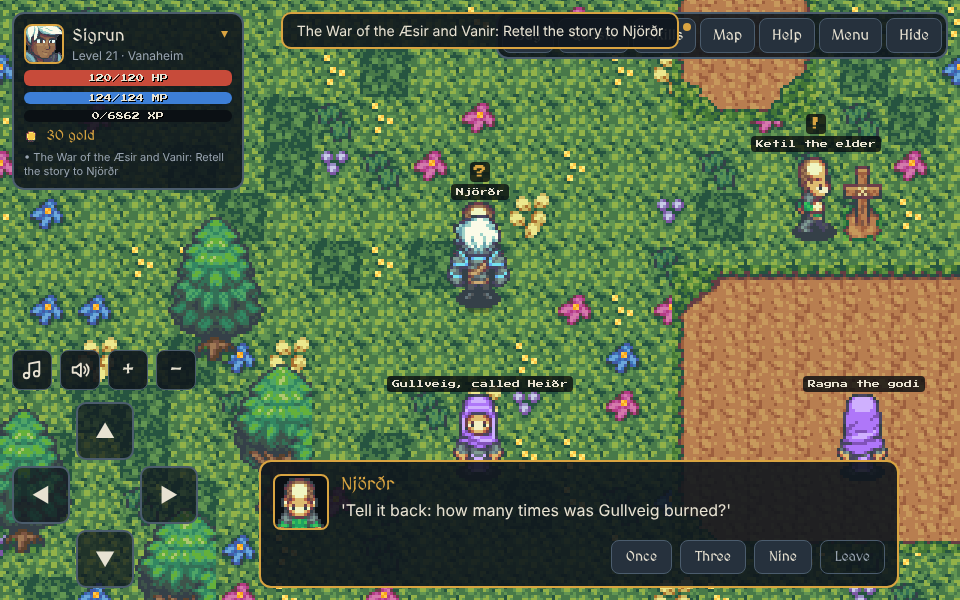 Sigrun
Level 21 · Vanaheim
120/120 HP
124/124 MP
0/6862 XP
30 gold
• The War of the Æsir and Vanir: Retell
the story to Njörðr
The War of the Æsir and Vanir: Retell the story to Njörðr
Map
Help
Menu
Hide
!
Ketil the elder
?
Njörðr
Gullveig, called Heiðr
Ragna the godi
+
-
Njörðr
'Tell it back: how many times was Gullveig burned?'
Once
Three
Nine
Leave